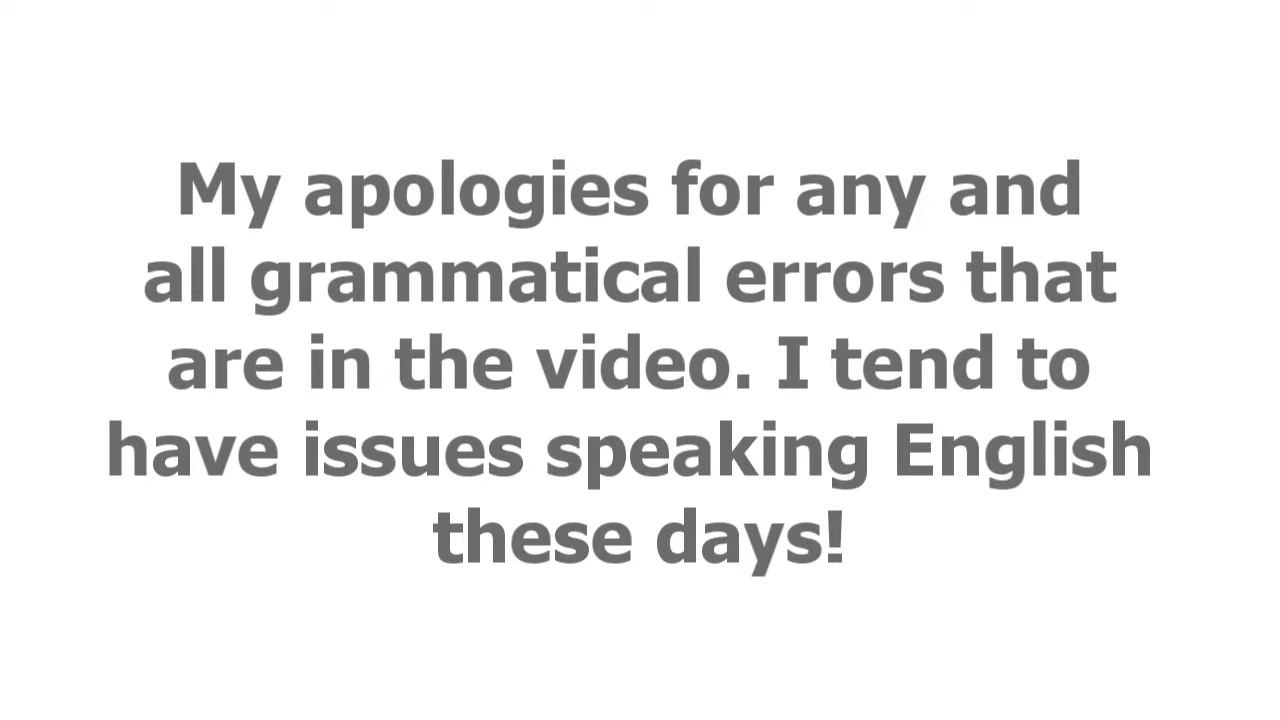 My apologies for any and
all grammatical errors that
are in the video. I tend to
have issues speaking English
these days!